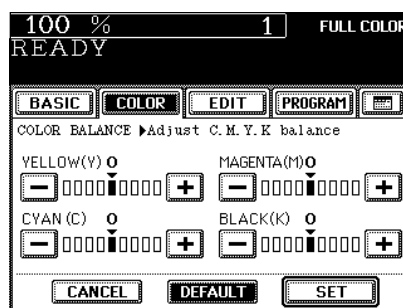 100 % 1 FULL COLOR
READY
BASIC COLOR EDIT PROGRAM
COLOR BALANCE ▶Adjust C.M.Y.K balance
YELLOW(Y) 0 MAGENTA(M)0
CYAN (C) 0 BLACK(K) 0
CANCEL DEFAULT SET